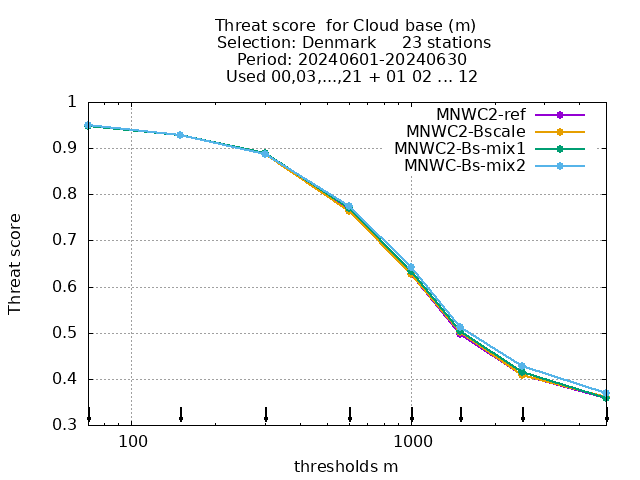 Threat score  for Cloud base (m)
Selection: Denmark     23 stations
Period: 20240601-20240630
Used 00,03,...,21 + 01 02 ... 12
MNWC2-ref
MNWC2-Bscale
MNWC2-Bs-mix1
MNWC-Bs-mix2
Threat score
1
0.9
0.8
0.7
0.6
0.5
0.4
0.3
100
1000
thresholds m